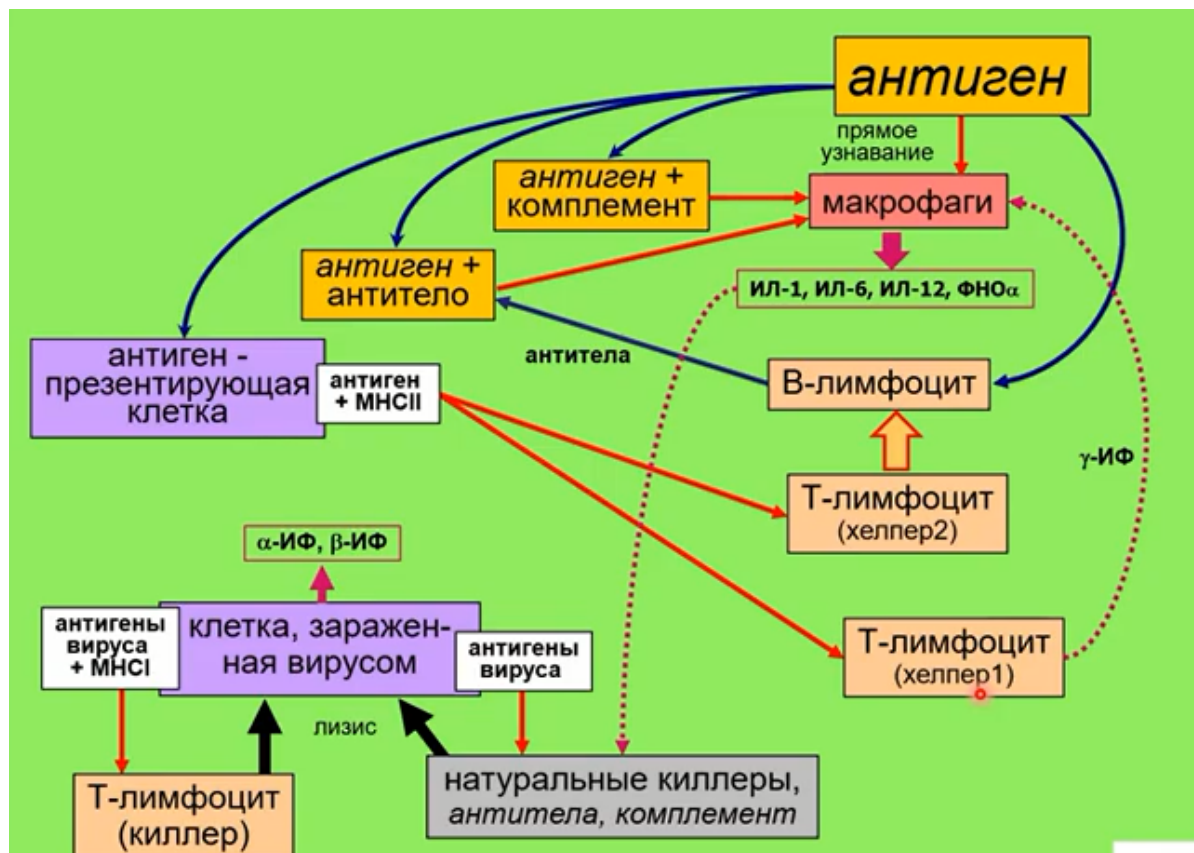 антиген
прямое
узнавание
антиген +
комплемент
макрофаги
антиген +
антитело
ИЛ-1, ИЛ-6, ИЛ-12, ФНОα
антиген -
презентирующая
клетка
антиген
+ МНСII
антитела
В-лимфоцит
γ-ИФ
Т-лимфоцит
(хелпер2)
α-ИФ, β-ИФ
антигены
вируса
+ МНСI
клетка, заражен-
ная вирусом
антигены
вируса
Т-лимфоцит
(хелпер1)
лизис
Т-лимфоцит
(киллер)
натуральные киллеры,
антитела, комплемент